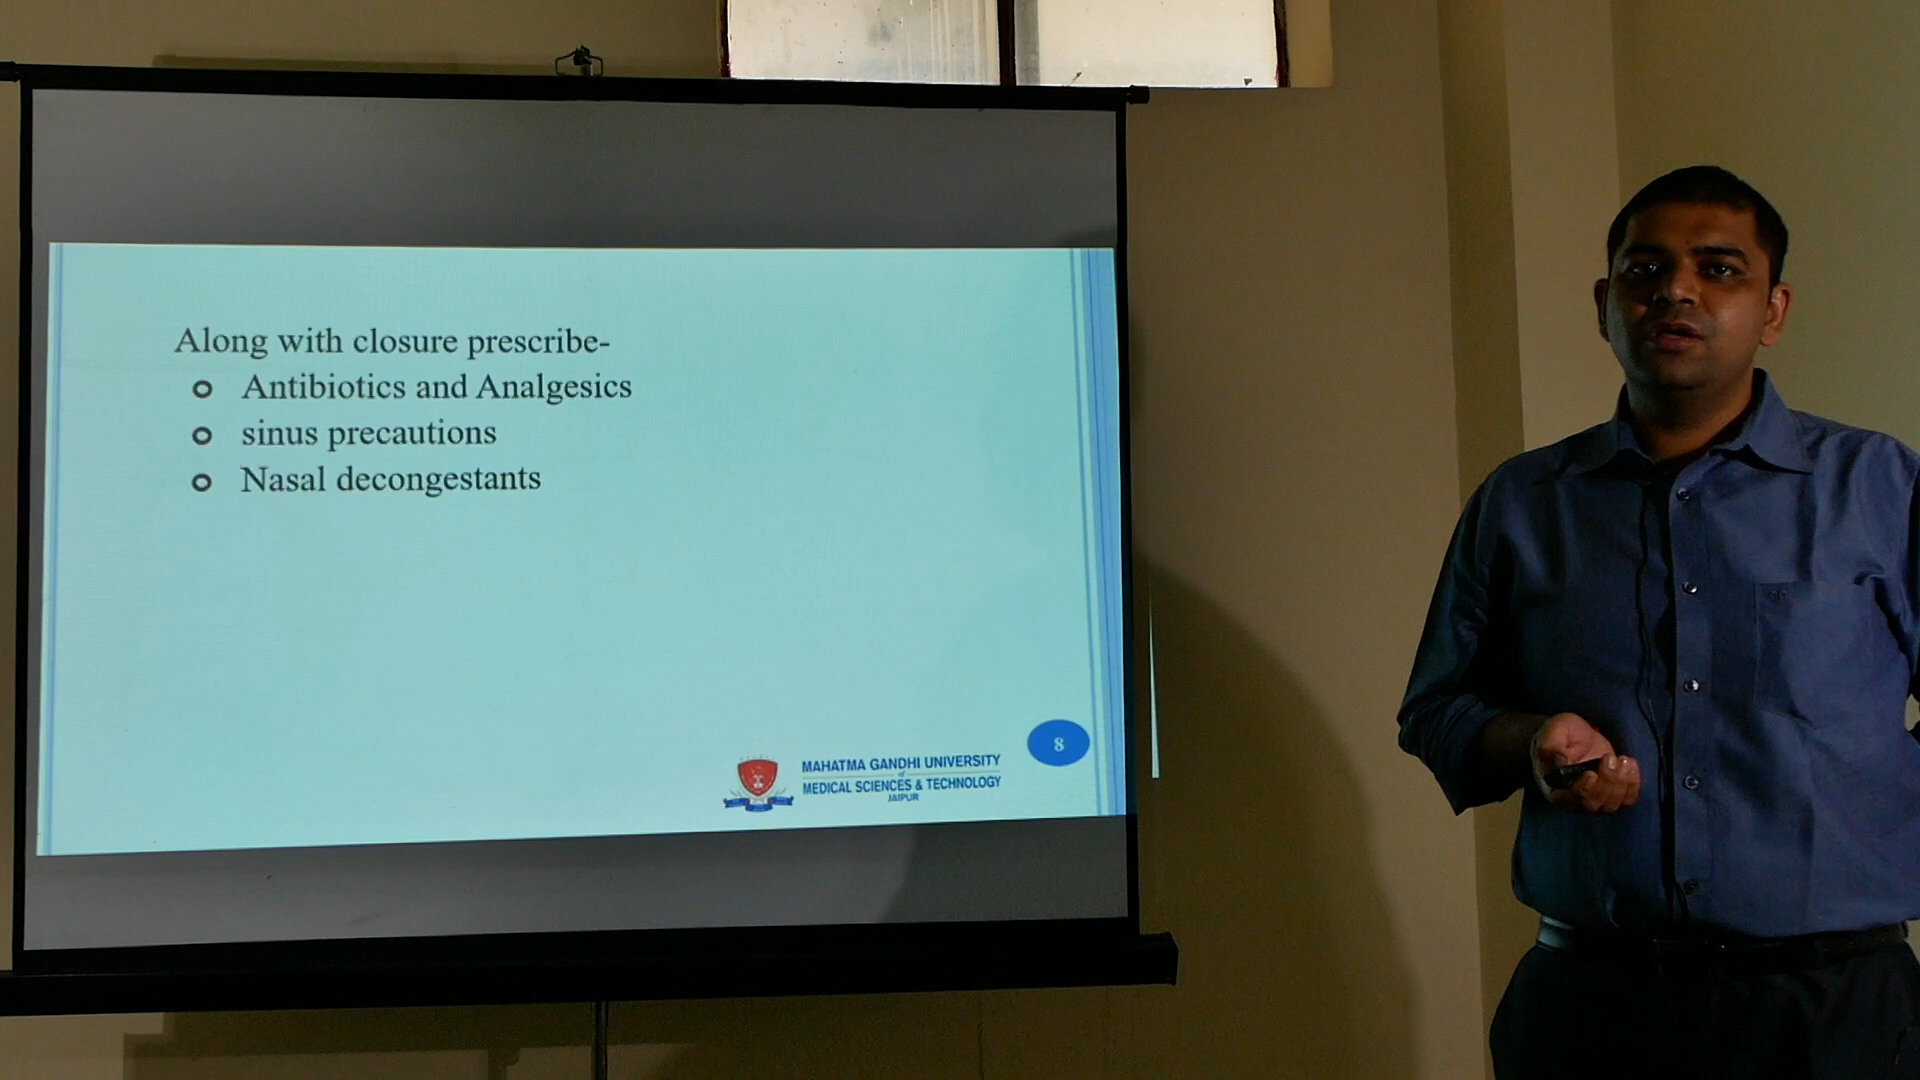 Along with closure prescribe-
Antibiotics and Analgesics
sinus precautions
Nasal decongestants
8
MAHATMA GANDHI UNIVERSITY
of
MEDICAL SCIENCES & TECHNOLOGY
JAIPUR